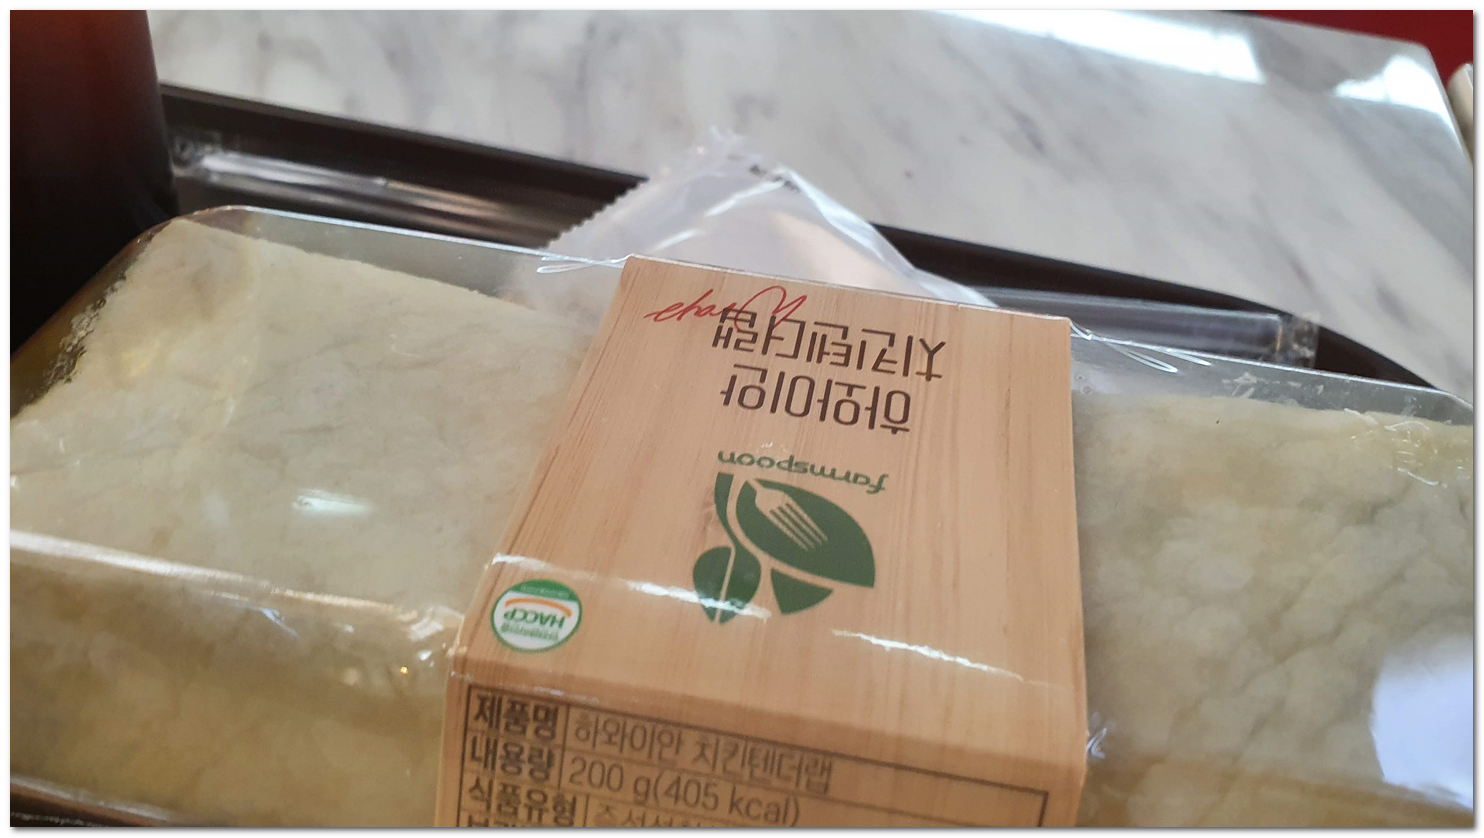 farmspoon
하와이안
치킨텐더랩
Wrap
HACCP
제품명 하와이안 치킨텐더랩
내용량 200 g(405 kcal)
식품유형